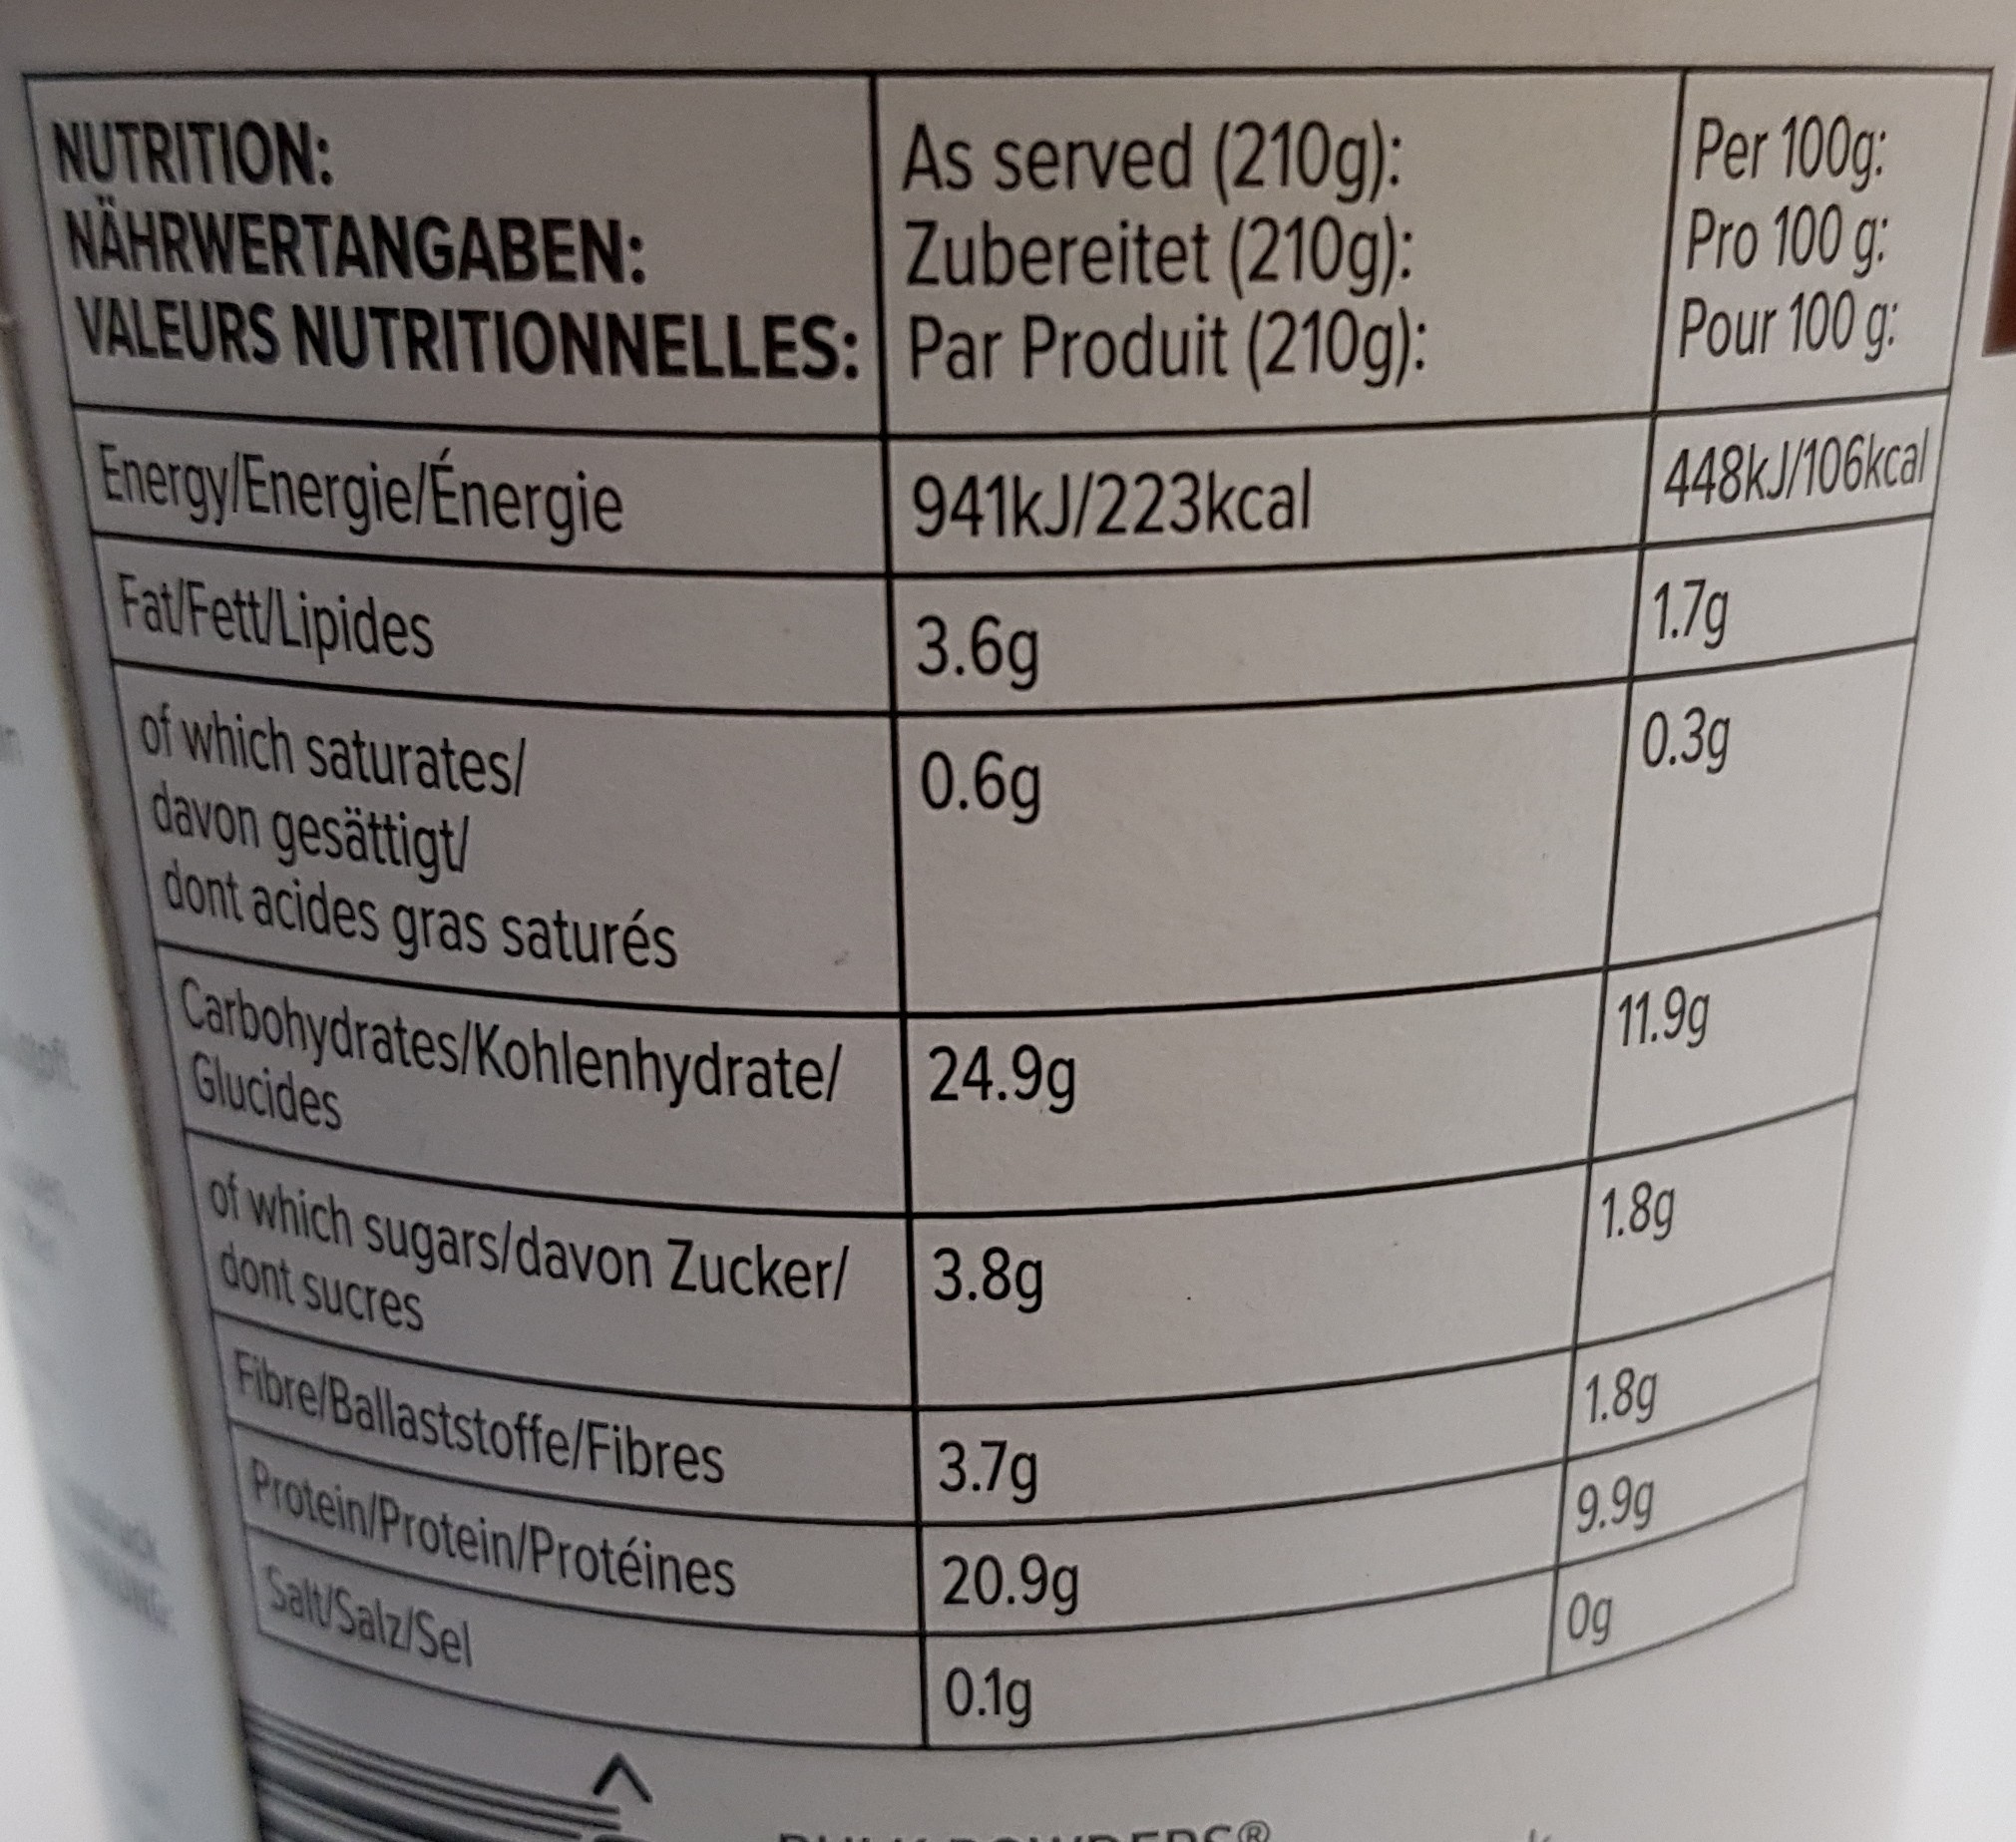 NUTRITION:
NÄHRWERTANGABEN:
VALEURS NUTRITIONNELLES:
As served (210g):
Zubereitet (210g):
Par Produit (210g):
Per 100g:
Pro 100 g:
Pour 100 g:
Energy/Energie/Énergie 941kJ/223kcal 448kJ/106kcal
Fat/Fett/Lipides 3.6g 1.7g
of which saturates/ 0.6g 0.3g
davon gesättigt/
dont acides gras saturés
Carbohydrates/Kohlenhydrate/ 24.9g 11.9g
Glucides
of which sugars/davon Zucker/ 3.8g 1.8g
dont sucres
Fibre/Ballaststoffe/Fibres 3.7g 1.8g
Protein/Protein/Protéines 20.9g 9.9g
Salt/Salz/Sel 0.1g 0g